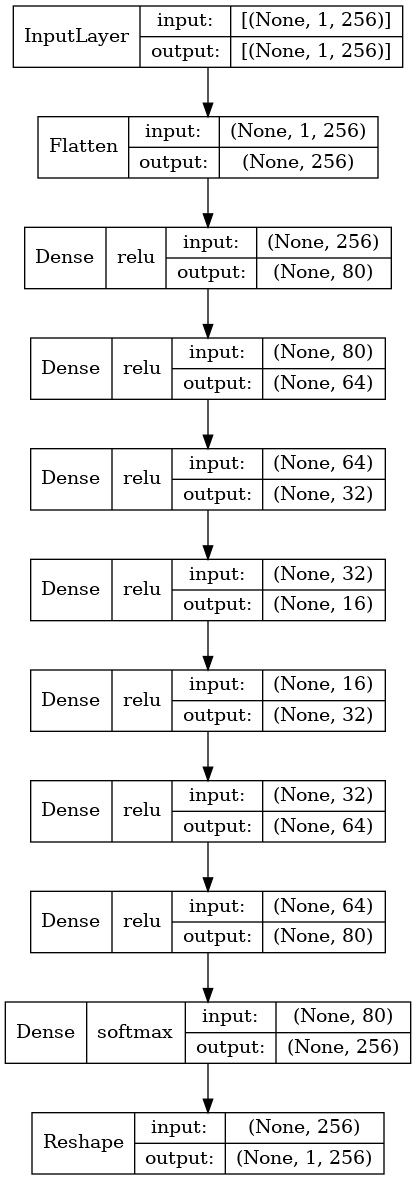 InputLayer input: [(None, 1, 256)]
output: [(None, 1, 256)]
Flatten input: (None, 1, 256)
output: (None, 256)
Dense relu input: (None, 256)
output: (None, 80)
Dense relu input: (None, 80)
output: (None, 64)
Dense relu input: (None, 64)
output: (None, 32)
Dense relu input: (None, 32)
output: (None, 16)
Dense relu input: (None, 16)
output: (None, 32)
Dense relu input: (None, 32)
output: (None, 64)
Dense relu input: (None, 64)
output: (None, 80)
Dense softmax input: (None, 80)
output: (None, 256)
Reshape input: (None, 256)
output: (None, 1, 256)